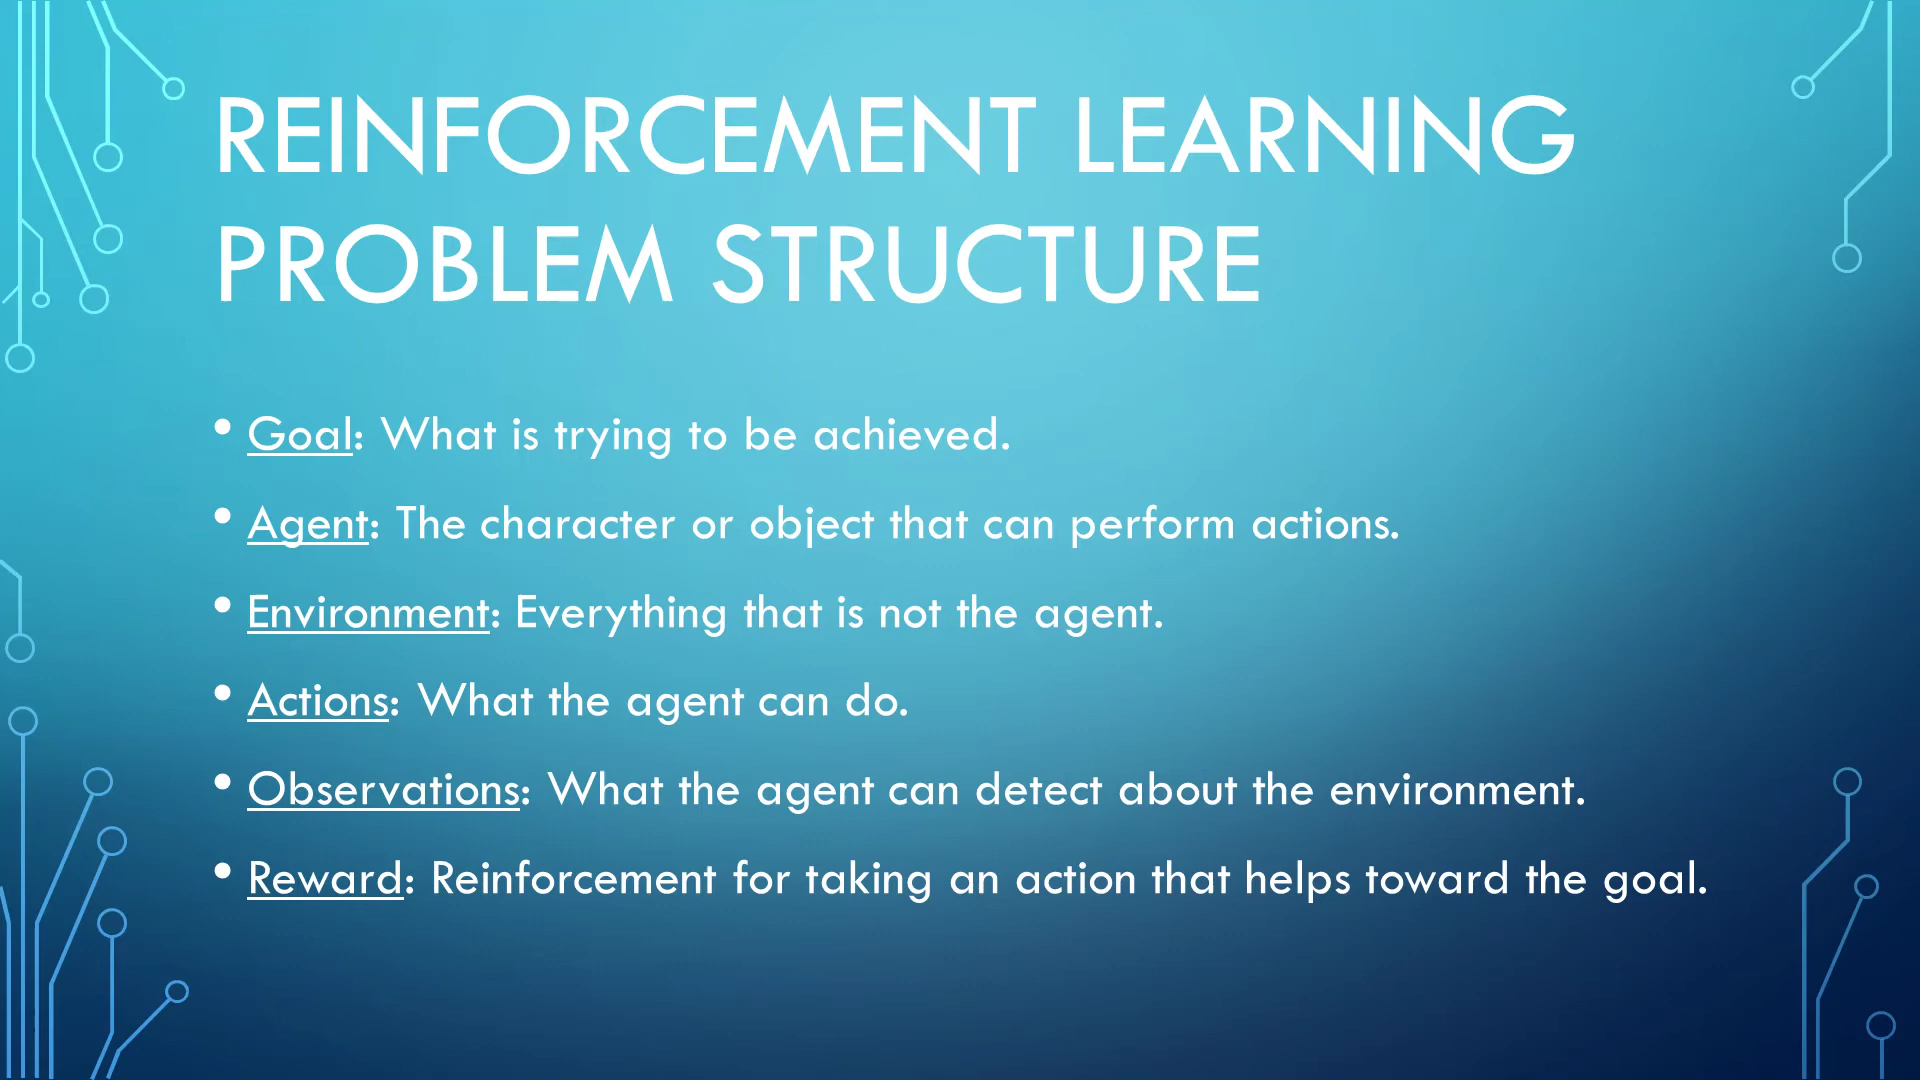 REINFORCEMENT LEARNING
PROBLEM STRUCTURE
• Goal: What is trying to be achieved.
• Agent: The character or object that can perform actions.
• Environment: Everything that is not the agent.
• Actions: What the agent can do.
• Observations: What the agent can detect about the environment.
• Reward: Reinforcement for taking an action that helps toward the goal.